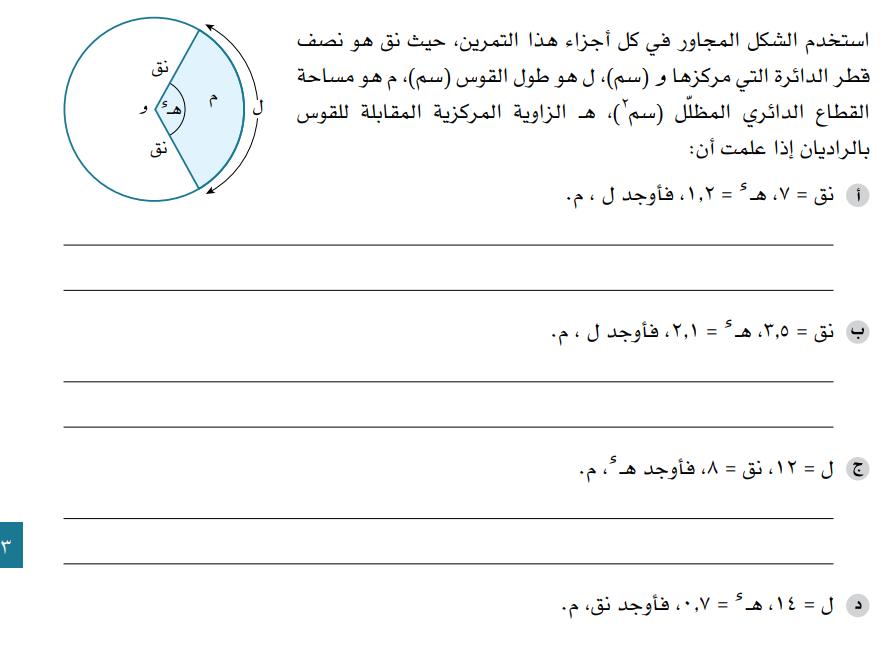 استخدم الشكل المجاور في كل أجزاء هذا التمرين، حيث نق هو نصف
قطر الدائرة التي مركزها و (سم)، ل هو طول القوس (سم)، م هو مساحة
القطاع الدائري المظلّل (سم٢)، هـ الزاوية المركزية المقابلة للقوس
بالراديان إذا علمت أن:
نق
و
هـ ء
م
ل
نق
أ نق = ٧، هـ ء = ١,٢، فأوجد ل ، م.
ب نق = ٣,٥، هـ ء = ٢,١، فأوجد ل ، م.
ج ل = ١٢، نق = ٨، فأوجد هـ ء، م.
٣
د ل = ١٤، هـ ء = ٠,٧، فأوجد نق، م.